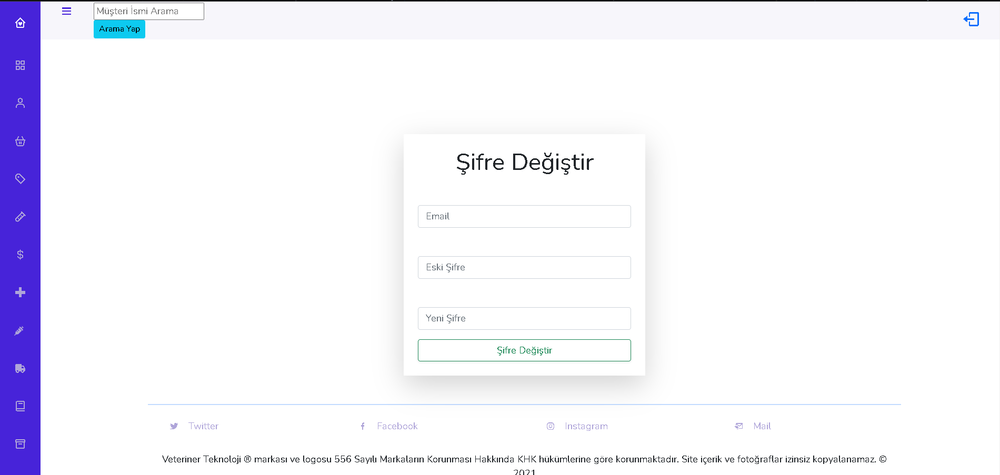 Müşteri İsmi Arama
Arama Yap
Şifre Değiştir
Email
Eski Şifre
Yeni Şifre
Şifre Değiştir
Twitter
Facebook
Instagram
Mail
Veteriner Teknoloji ® markası ve logosu 556 Sayılı Markaların Korunması Hakkında KHK hükümlerine göre korunmaktadır. Site içerik ve fotoğraflar izinsiz kopyalanamaz. ©
2021